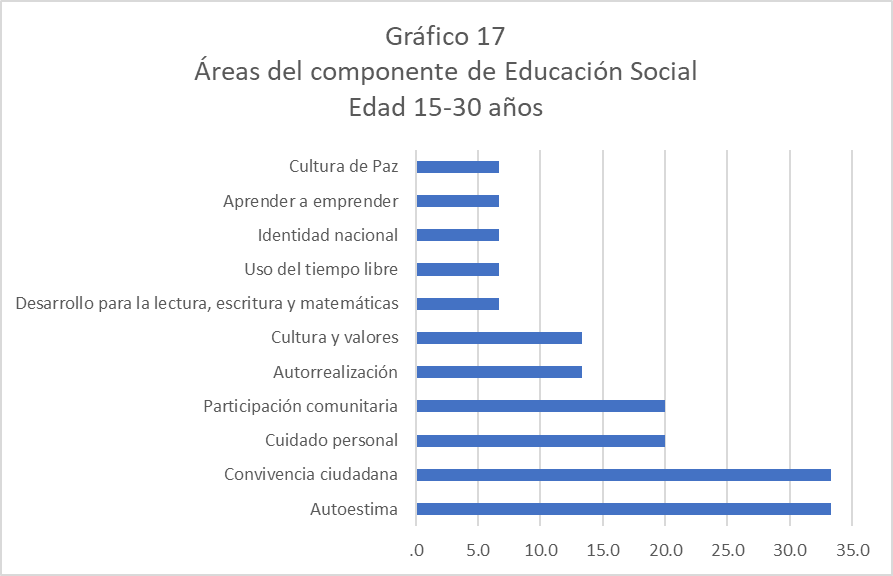 Gráfico 17
Áreas del componente de Educación Social
Edad 15-30 años
Cultura de Paz
Aprender a emprender
Identidad nacional
Uso del tiempo libre
Desarrollo para la lectura, escritura y matemáticas
Cultura y valores
Autorrealización
Participación comunitaria
Cuidado personal
Convivencia ciudadana
Autoestima
.0 5.0 10.0 15.0 20.0 25.0 30.0 35.0